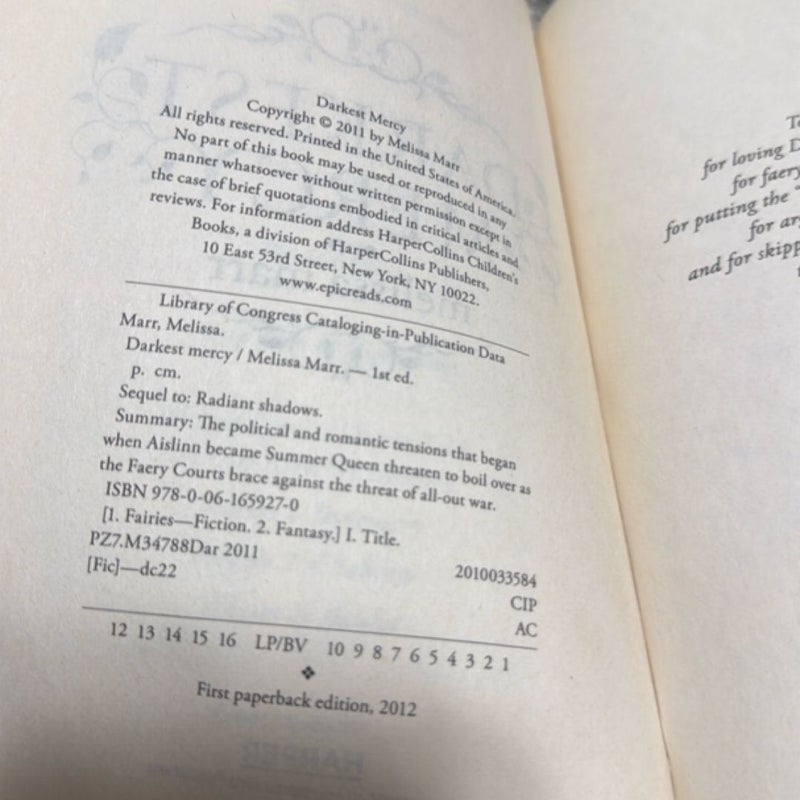 Darkest Mercy
Copyright © 2011 by Melissa Marr
All rights reserved. Printed in the United States of America.
No part of this book may be used or reproduced in any
manner whatsoever without written permission except in
the case of brief quotations embodied in critical articles and
reviews. For information address HarperCollins Children's
Books, a division of HarperCollins Publishers,
10 East 53rd Street, New York, NY 10022.
www.epicreads.com
Library of Congress Cataloging-in-Publication Data
Marr, Melissa.
Darkest mercy / Melissa Marr. — 1st ed.
p. cm.
Sequel to: Radiant shadows.
Summary: The political and romantic tensions that began
when Aislinn became Summer Queen threaten to boil over as
the Faery Courts brace against the threat of all-out war.
ISBN 978-0-06-165927-0
[1. Fairies—Fiction. 2. Fantasy.] I. Title.
PZ7.M34788Dar 2011
2010033584
[Fic]—dc22
CIP
AC
12 13 14 15 16 LP/BV 10 9 8 7 6 5 4 3 2 1
First paperback edition, 2012
for loving
for faery
for putting the
for
and for